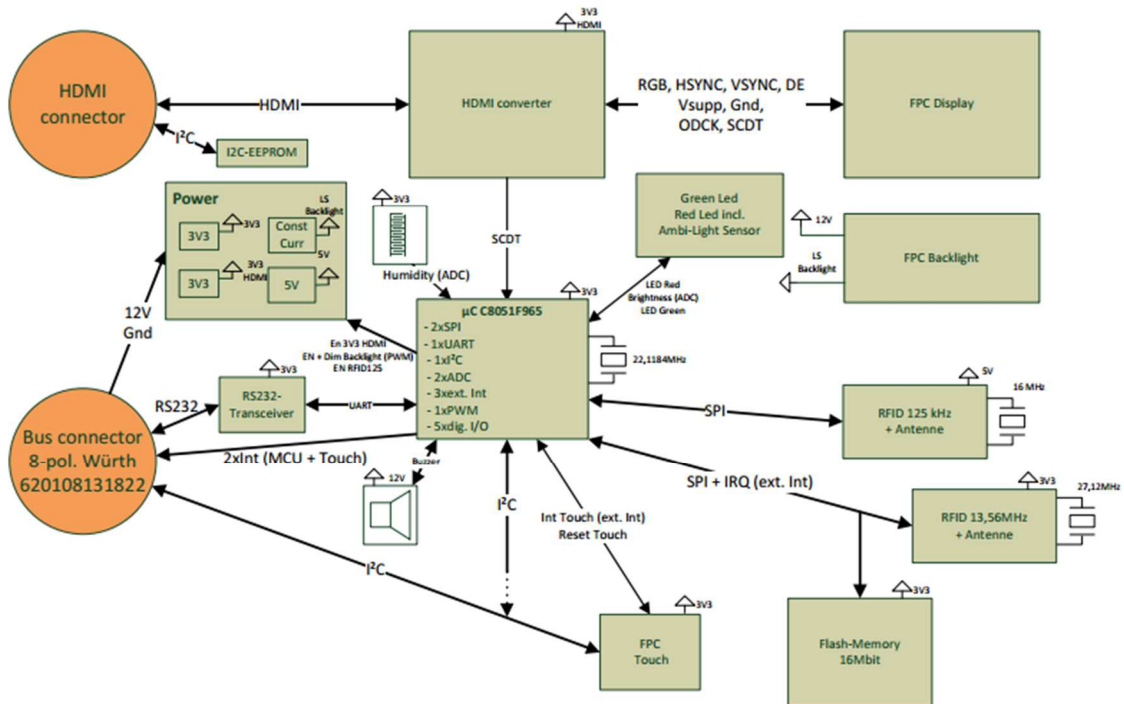 3V3
HDMI
HDMI
connector
HDMI
HDMI converter
RGB, HSYNC, VSYNC, DE
Vsupp, Gnd,
ODCK, SCDT
FPC Display
I²C
I2C-EEPROM
Power
LS
Backlight
3V3
3V3
Const
Curr
5V
3V3
HDMI
3V3
5V
3V3
Humidity (ADC)
SCDT
Green Led
Red Led incl.
Ambi-Light Sensor
12V
LS
Backlight
FPC Backlight
LED Red
Brightness (ADC)
LED Green
12V
Gnd
3V3
µC C8051F965
- 2xSPI
- 1xUART
- 1xI²C
- 2xADC
- 3xext. Int
- 1xPWM
- 5xdig. I/O
22,1184MHz
En 3V3 HDMI
EN + Dim Backlight (PWM)
EN RFID125
3V3
RS232-
Transceiver
RS232
UART
Bus connector
8-pol. Würth
620108131822
2xInt (MCU + Touch)
Buzzer
12V
I²C
I²C
SPI
5V
16 MHz
RFID 125 kHz
+ Antenne
SPI + IRQ (ext. Int)
3V3
27,12MHz
RFID 13,56MHz
+ Antenne
Int Touch (ext. Int)
Reset Touch
3V3
FPC
Touch
3V3
Flash-Memory
16Mbit